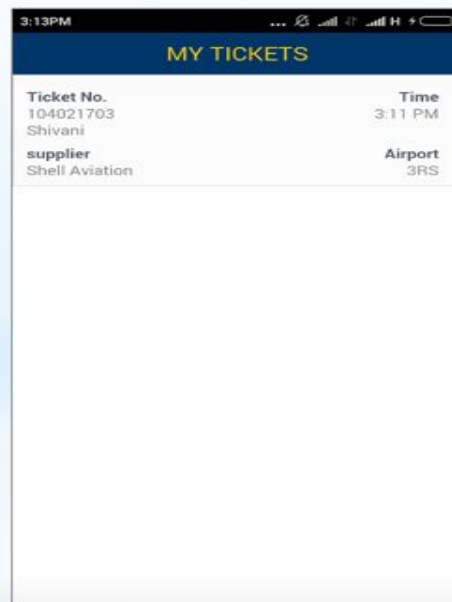 3:13PM ... H
MY TICKETS
Ticket No. Time
104021703 3:11 PM
Shivani
supplier Airport
Shell Aviation 3RS